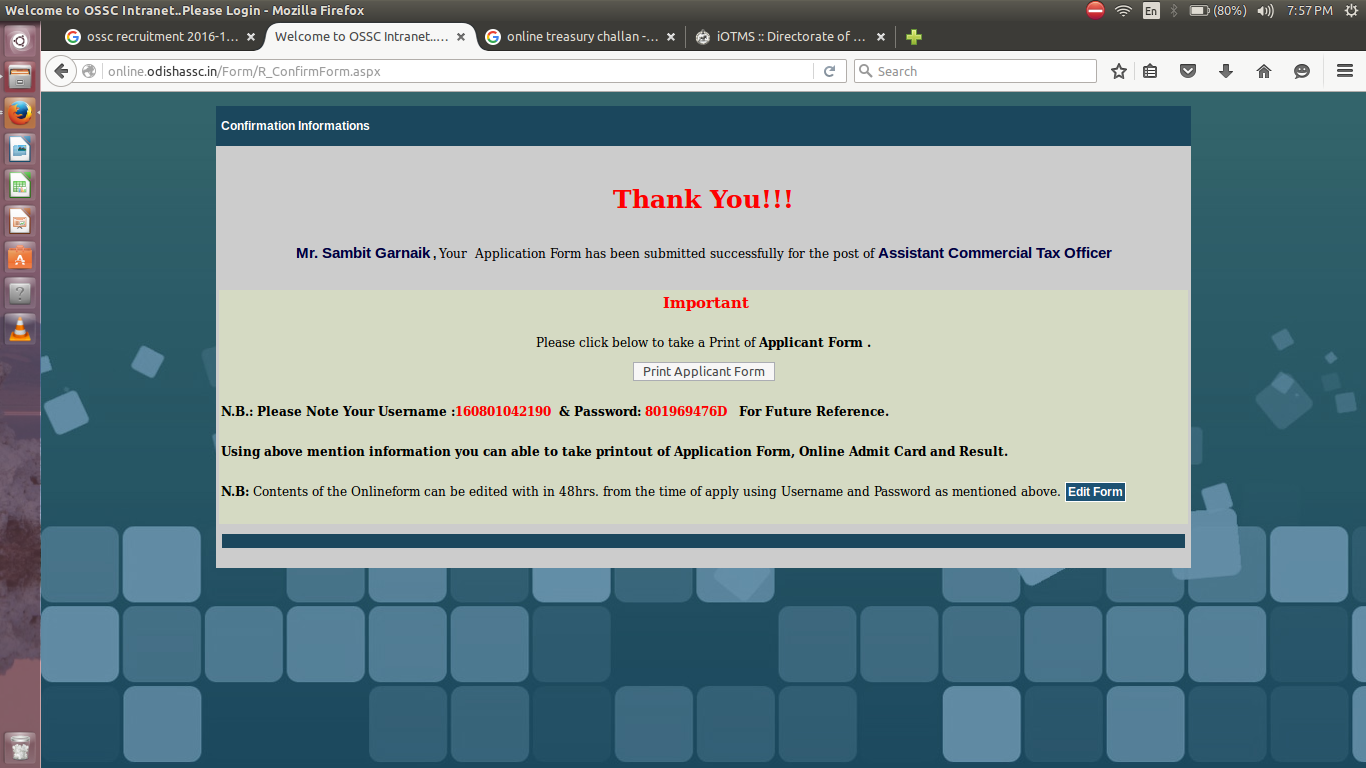 Welcome to OSSC Intranet..Please Login - Mozilla Firefox
En (80%) 7:57 PM
ossc recruitment 2016-1... Welcome to OSSC Intranet.... online treasury challan -... iOTMS :: Directorate of ...
online.odishassc.in/Form/R_ConfirmForm.aspx Search
Confirmation Informations
Thank You!!!
Mr. Sambit Garnaik , Your Application Form has been submitted successfully for the post of Assistant Commercial Tax Officer
Important
Please click below to take a Print of Applicant Form .
Print Applicant Form
N.B.: Please Note Your Username :160801042190 & Password: 801969476D For Future Reference.
Using above mention information you can able to take printout of Application Form, Online Admit Card and Result.
N.B: Contents of the Onlineform can be edited with in 48hrs. from the time of apply using Username and Password as mentioned above. Edit Form